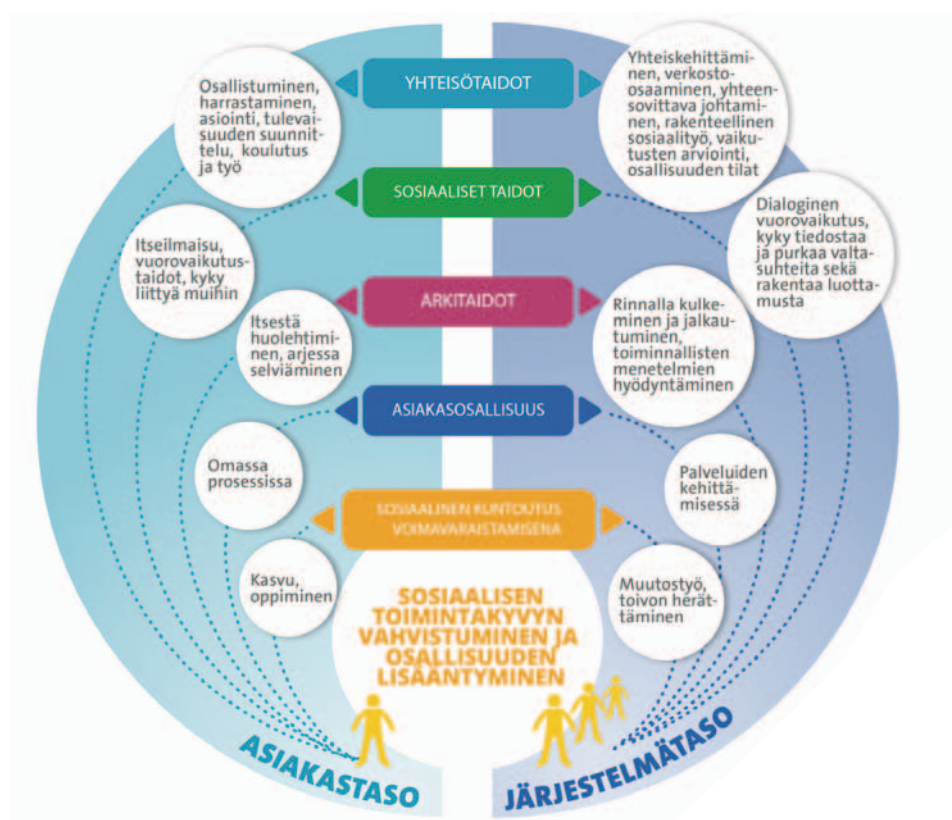 YHTEISÖTAIDOT
Osallistuminen,
harrastaminen,
asiointi, tulevai-
suuden suunnit-
telu, koulutus
ja työ
Yhteiskehittämi-
nen, verkosto-
osaaminen, yhteen-
sovittava johtami-
nen, rakenteellinen
sosiaalityö, vaiku-
tusten arviointi,
osallisuuden tilat
SOSIAALISET TAIDOT
Itseilmaisu,
vuorovaikutus-
taidot, kyky
liittyä muihin
Dialoginen
vuorovaikutus,
kyky tiedostaa
ja purkaa valta-
suhteita sekä
rakentaa luotta-
musta
ARKITAIDOT
Itsestä
huolehtimi-
nen, arjessa
selviäminen
Rinnalla kulke-
minen ja jalkau-
tuminen,
toiminnallisten
menetelmien
hyödyntäminen
ASIAKASOSALLISUUS
Omassa
prosessissa
Palveluiden
kehittä-
misessä
SOSIAALINEN KUNTOUTUS
VOIMAVARAISTAMISENA
Kasvu,
oppiminen
Muutostyö,
toivon herät-
täminen
SOSIAALISEN
TOIMINTAKYVYN
VAHVISTUMINEN JA
OSALLISUUDEN
LISÄÄNTYMINEN
ASIAKASTASO
JÄRJESTELMÄTASO